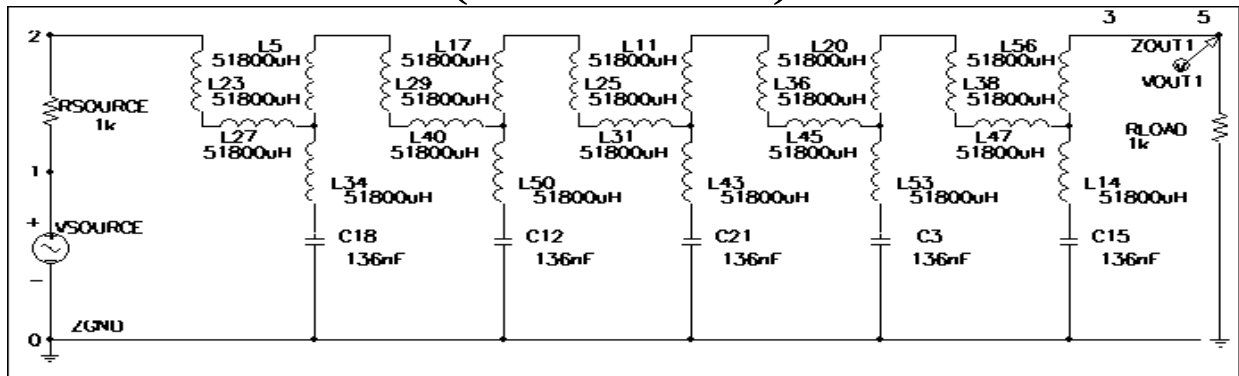 3 5
2 L5 L17 L11 L20 L56 ZOUT1
51800uH 51800uH 51800uH 51800uH 51800uH
L23 L29 L25 L36 L38 VOUT1
51800uH 51800uH 51800uH 51800uH 51800uH
RSOURCE
1k
L27 L40 L31 L45 L47 RLOAD
51800uH 51800uH 51800uH 51800uH 51800uH 1k
1
L34 L50 L43 L53 L14
51800uH 51800uH 51800uH 51800uH 51800uH
+ VSOURCE
C18 C12 C21 C3 C15
136nF 136nF 136nF 136nF 136nF
−
ZGND
0